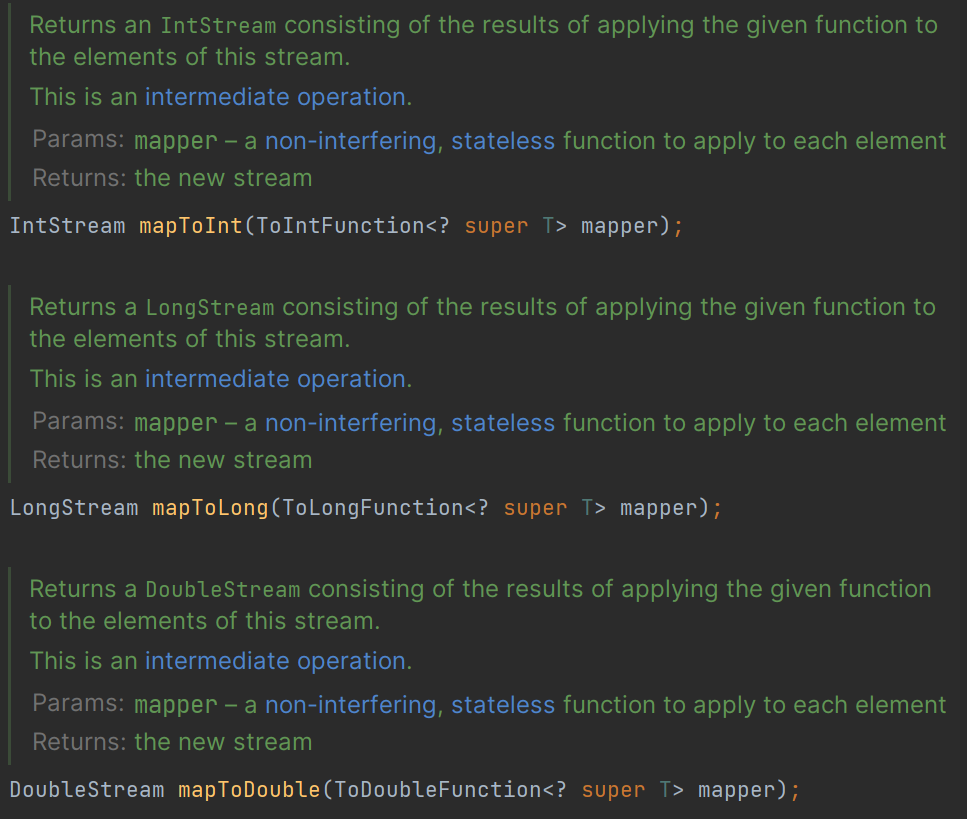 Returns an IntStream consisting of the results of applying the given function to
the elements of this stream.
This is an intermediate operation.
Params: mapper – a non-interfering, stateless function to apply to each element
Returns: the new stream
IntStream mapToInt(ToIntFunction<? super T> mapper);
Returns a LongStream consisting of the results of applying the given function to
the elements of this stream.
This is an intermediate operation.
Params: mapper – a non-interfering, stateless function to apply to each element
Returns: the new stream
LongStream mapToLong(ToLongFunction<? super T> mapper);
Returns a DoubleStream consisting of the results of applying the given function
to the elements of this stream.
This is an intermediate operation.
Params: mapper – a non-interfering, stateless function to apply to each element
Returns: the new stream
DoubleStream mapToDouble(ToDoubleFunction<? super T> mapper);